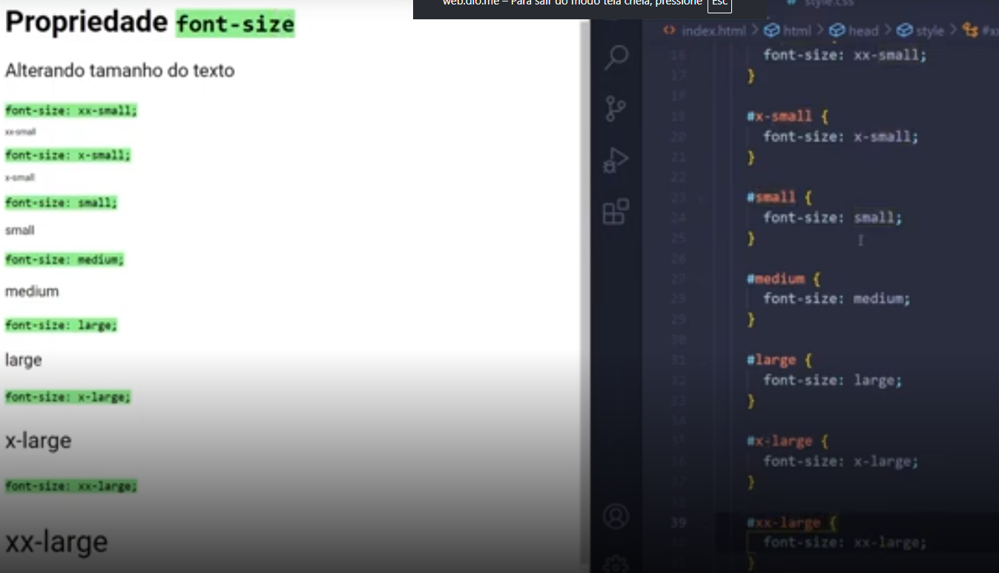 web.dio.me – Para sair do modo tela cheia, pressione Esc
Propriedade font-size
Alterando tamanho do texto
font-size: xx-small;
xx-small
font-size: x-small;
x-small
font-size: small;
small
font-size: medium;
medium
font-size: large;
large
font-size: x-large;
x-large
font-size: xx-large;
xx-large
# style.css
index.html > html > head > style > #xx
16 font-size: xx-small;
17 }
18
19 #x-small {
20 font-size: x-small;
21 }
22
23 #small {
24 font-size: small;
25 }
26
27 #medium {
28 font-size: medium;
29 }
30
31 #large {
32 font-size: large;
33 }
34
35 #x-large {
36 font-size: x-large;
37 }
38
39 #xx-large {
40 font-size: xx-large;
41 }